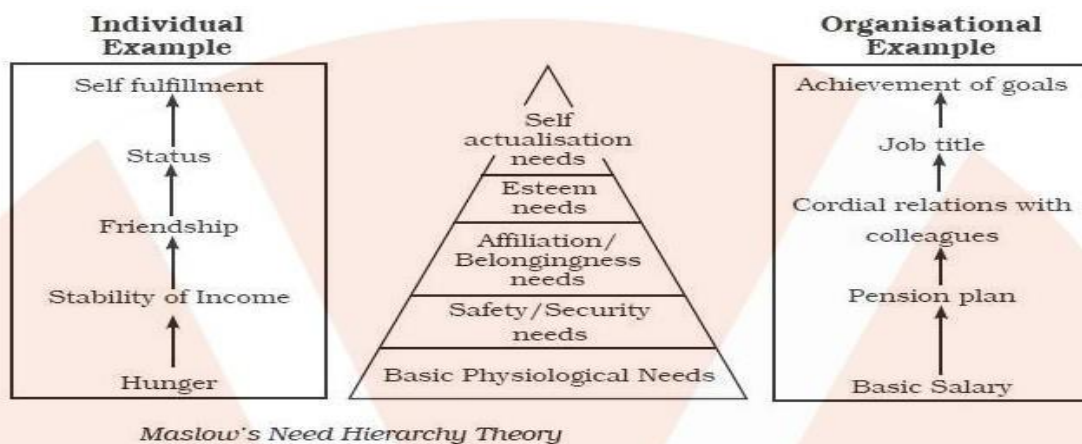 Individual
Example
Self fulfillment
Status
Friendship
Stability of Income
Hunger
Self
actualisation
needs
Esteem
needs
Affiliation/
Belongingness
needs
Safety/Security
needs
Basic Physiological Needs
Organisational
Example
Achievement of goals
Job title
Cordial relations with
colleagues
Pension plan
Basic Salary
Maslow's Need Hierarchy Theory